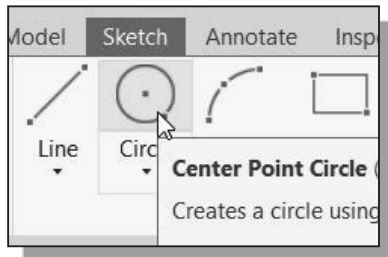 Model Sketch Annotate Insp
Line Circ
Center Point Circle (
Creates a circle using